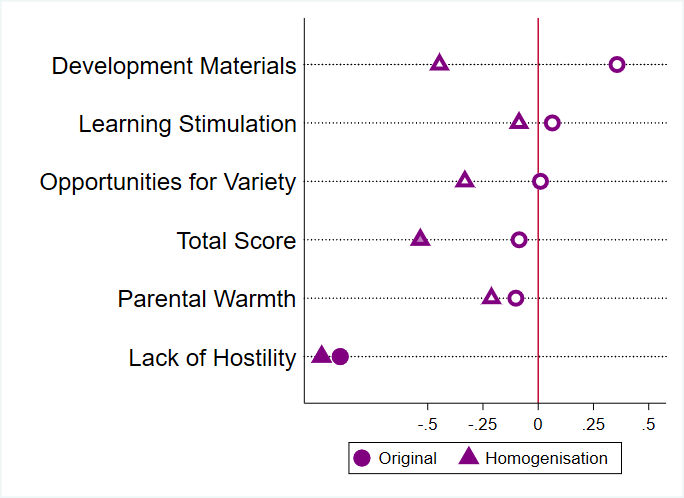 Development Materials
Learning Stimulation
Opportunities for Variety
Total Score
Parental Warmth
Lack of Hostility
-.5 -.25 0 .25 .5
Original Homogenisation